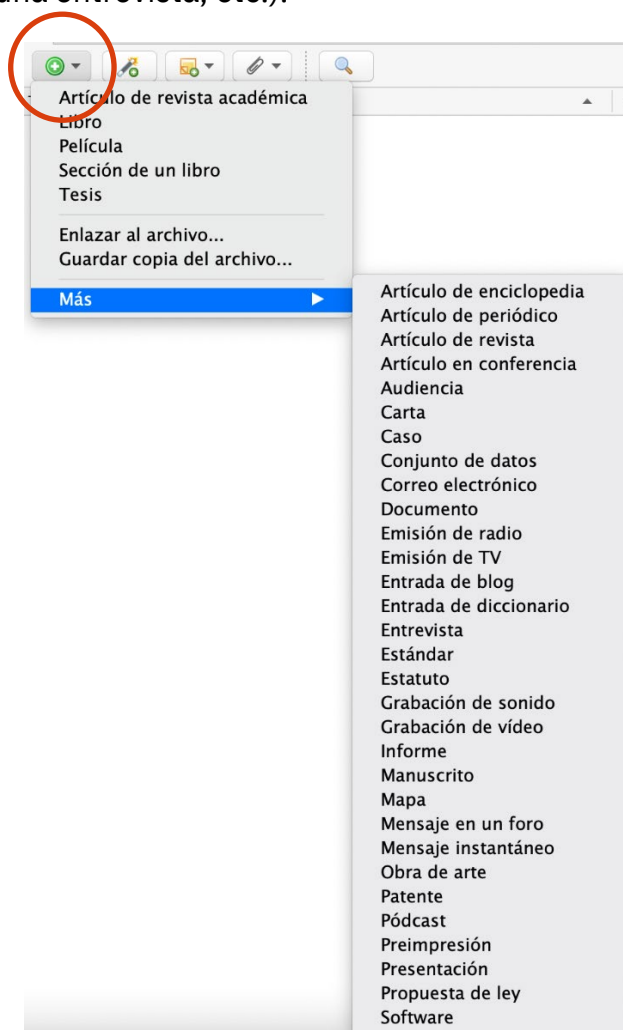 una entrevista, etc.).
Artículo de revista académica
Libro
Película
Sección de un libro
Tesis
Enlazar al archivo...
Guardar copia del archivo...
Más
Artículo de enciclopedia
Artículo de periódico
Artículo de revista
Artículo en conferencia
Audiencia
Carta
Caso
Conjunto de datos
Correo electrónico
Documento
Emisión de radio
Emisión de TV
Entrada de blog
Entrada de diccionario
Entrevista
Estándar
Estatuto
Grabación de sonido
Grabación de vídeo
Informe
Manuscrito
Mapa
Mensaje en un foro
Mensaje instantáneo
Obra de arte
Patente
Pódcast
Preimpresión
Presentación
Propuesta de ley
Software